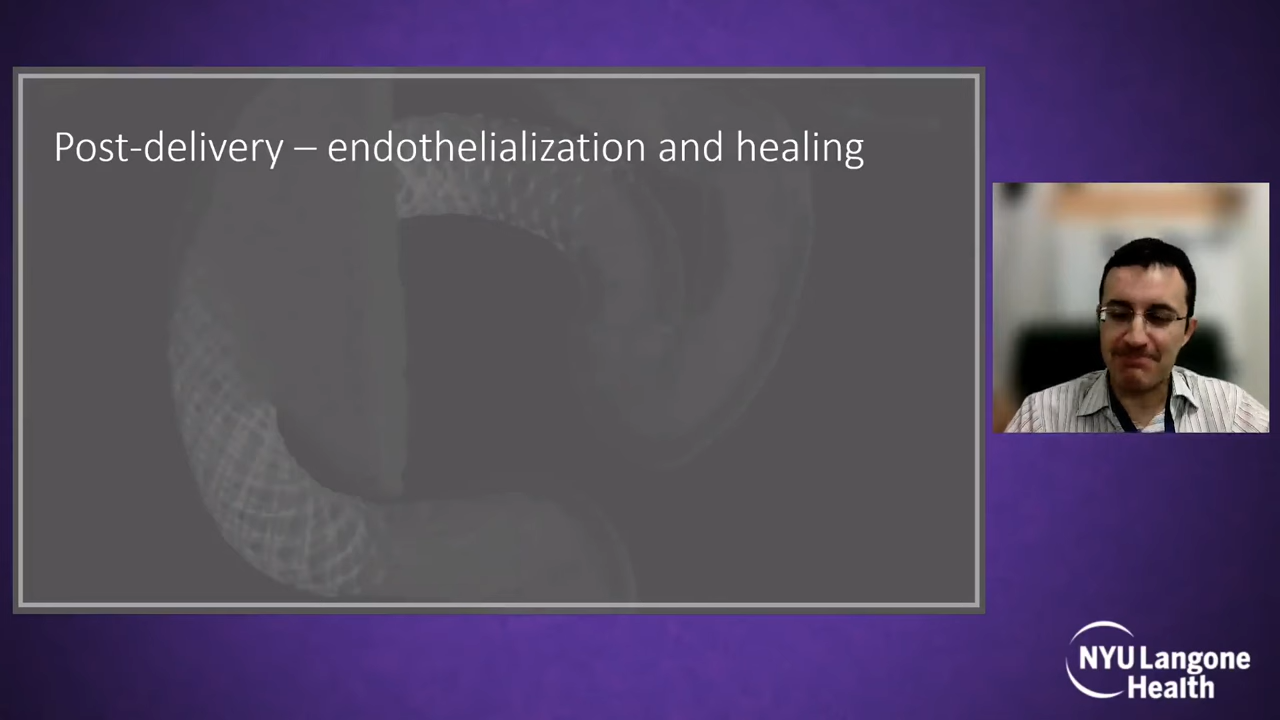 Post-delivery – endothelialization and healing
NYU Langone
Health